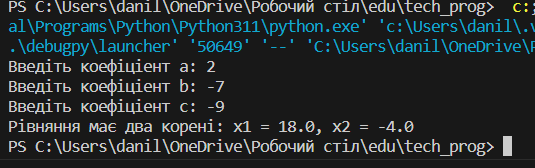 PS C:\Users\danil\OneDrive\Робочий стіл\edu\tech_prog> c:
al\Programs\Python\Python311\python.exe' 'c:\Users\danil\.v
.\debugpy\launcher' '50649' '--' 'C:\Users\danil\OneDrive\Р
Введіть коефіцієнт a: 2
Введіть коефіцієнт b: -7
Введіть коефіцієнт c: -9
Рівняння має два корені: x1 = 18.0, x2 = -4.0
PS C:\Users\danil\OneDrive\Робочий стіл\edu\tech_prog>